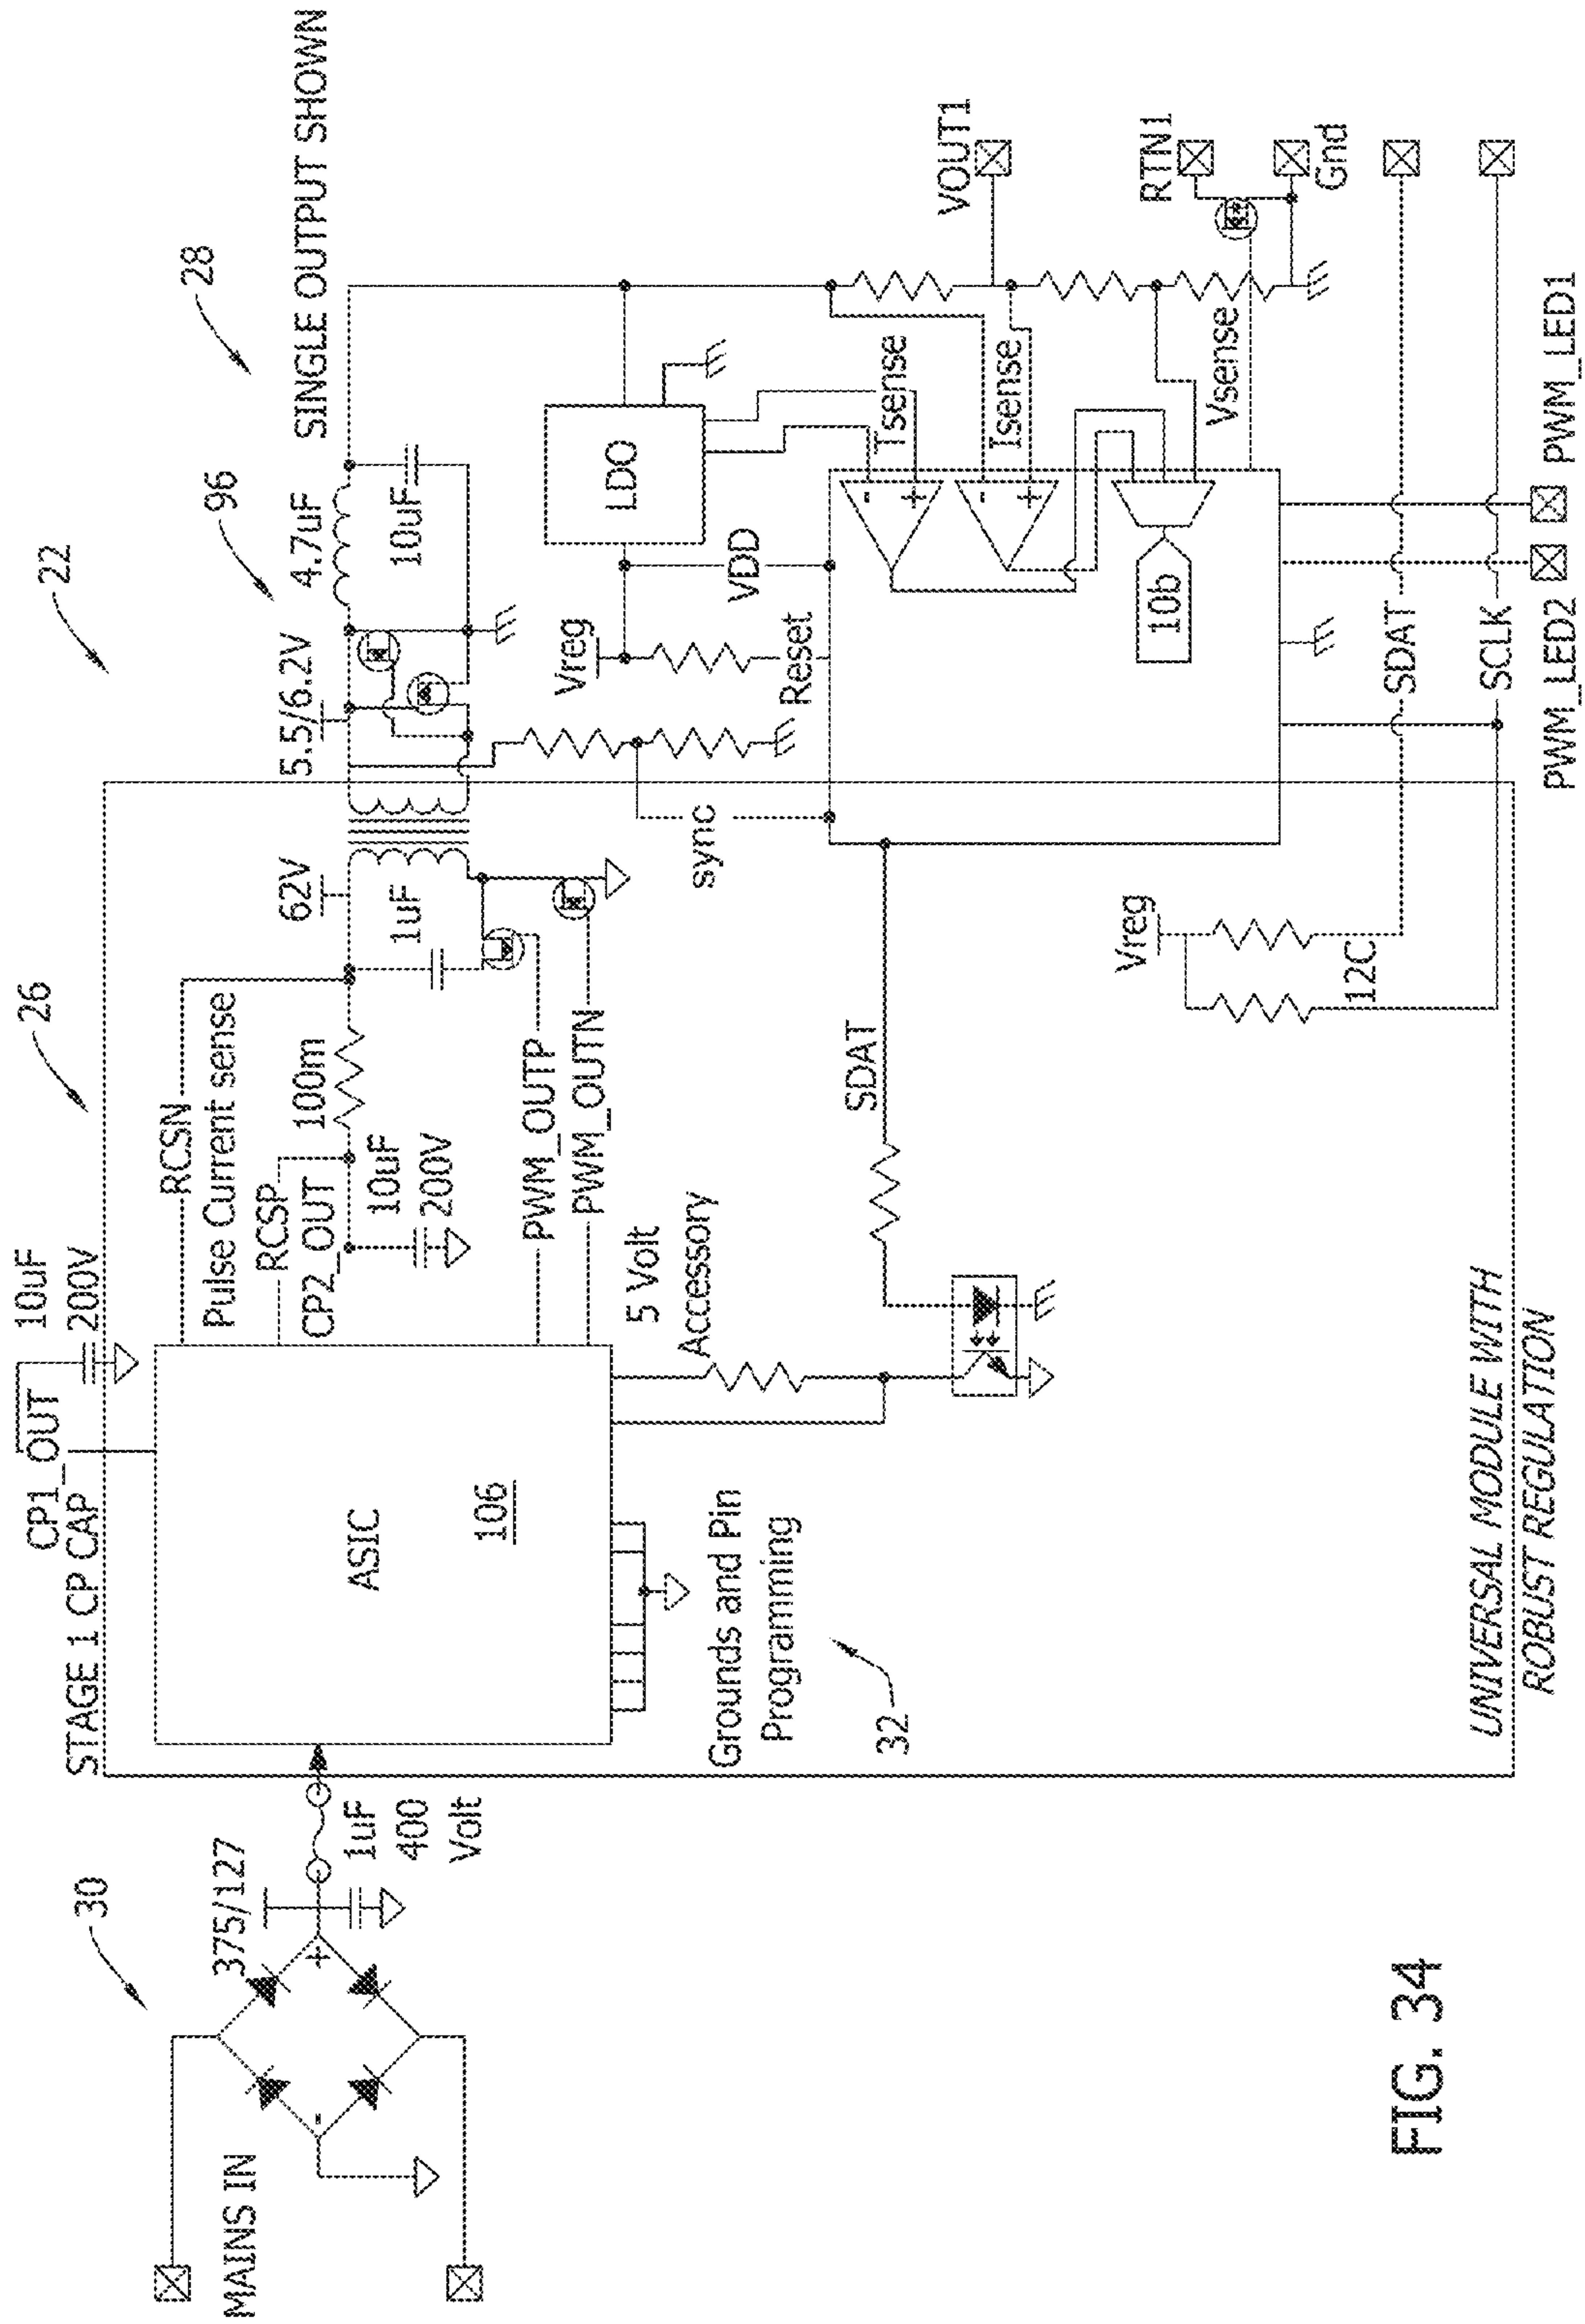 22
26
96
28
30
SINGLE OUTPUT SHOWN
CP1_OUT
10uF
200V
STAGE 1 CP CAP
RCSN
Pulse Current sense
RCSP
CP2_OUT
100m
10uF
200V
62V
1uF
5.5/6.2V
4.7uF
10uF
MAINS IN
375/127
+
-
1uF
400
Volt
ASIC
106
PWM_OUTP
PWM_OUTN
5 Volt
Accessory
sync
Vreg
Reset
VDD
LDO
Tsense
Isense
Vsense
-
+
-
+
10b
VOUT1
RTN1
Gnd
Grounds and Pin
Programming
32
SDAT
Vreg
12C
SDAT
SCLK
PWM_LED2
PWM_LED1
UNIVERSAL MODULE WITH
ROBUST REGULATION
FIG. 34